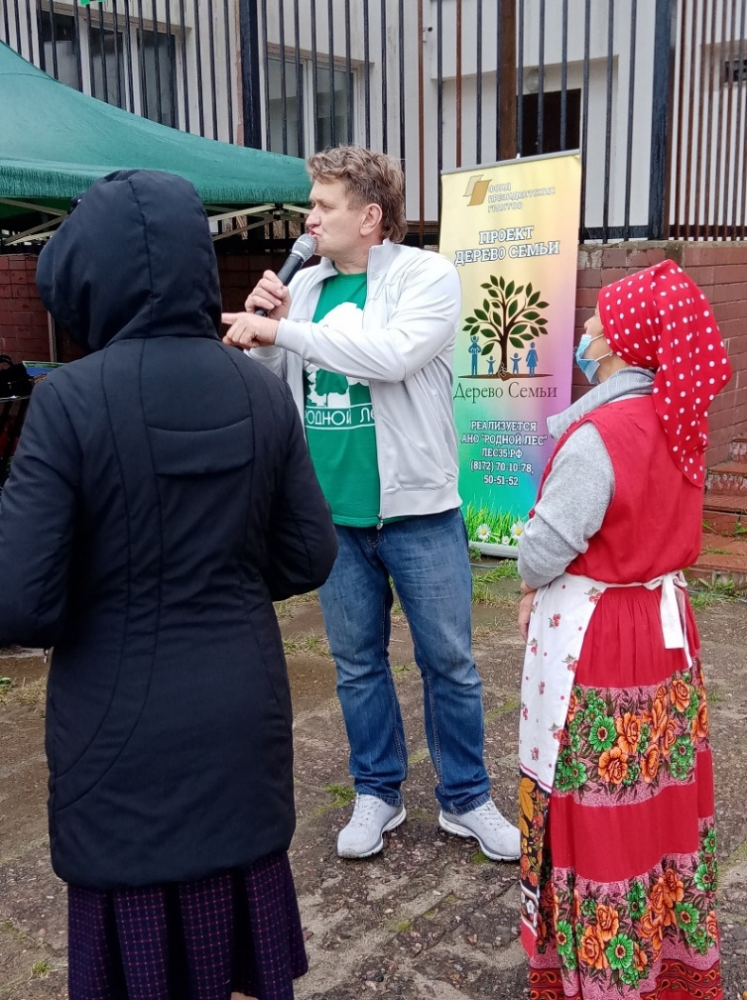 ФОНД
ПРЕЗИДЕНТСКИХ
ГРАНТОВ
ПРОЕКТ
ДЕРЕВО СЕМЬИ
Дерево Семьи
РЕАЛИЗУЕТСЯ
АНО "РОДНОЙ ЛЕС"
ЛЕС35.РФ
(8172) 70-10-78,
50-51-52
РОДНОЙ ЛЕ